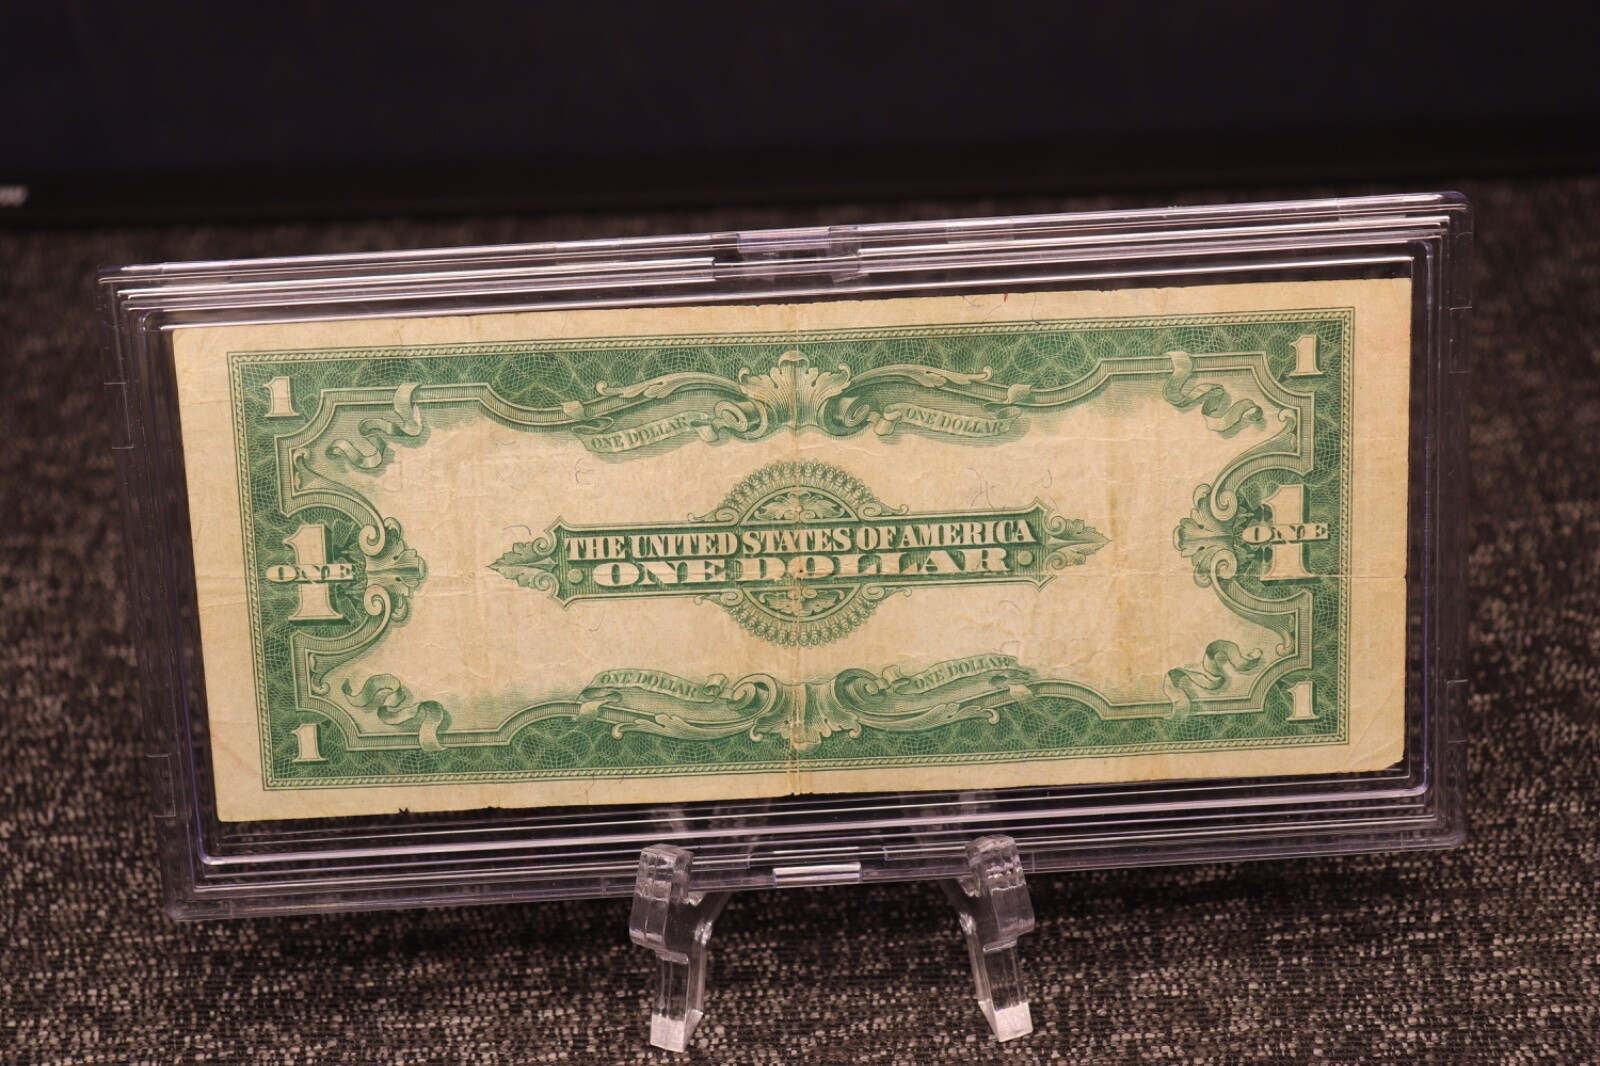 1 1
ONE DOLLAR ONE DOLLAR
1 ONE 1 ONE
THE UNITED STATES OF AMERICA
ONE DOLLAR
ONE DOLLAR ONE DOLLAR
1 1